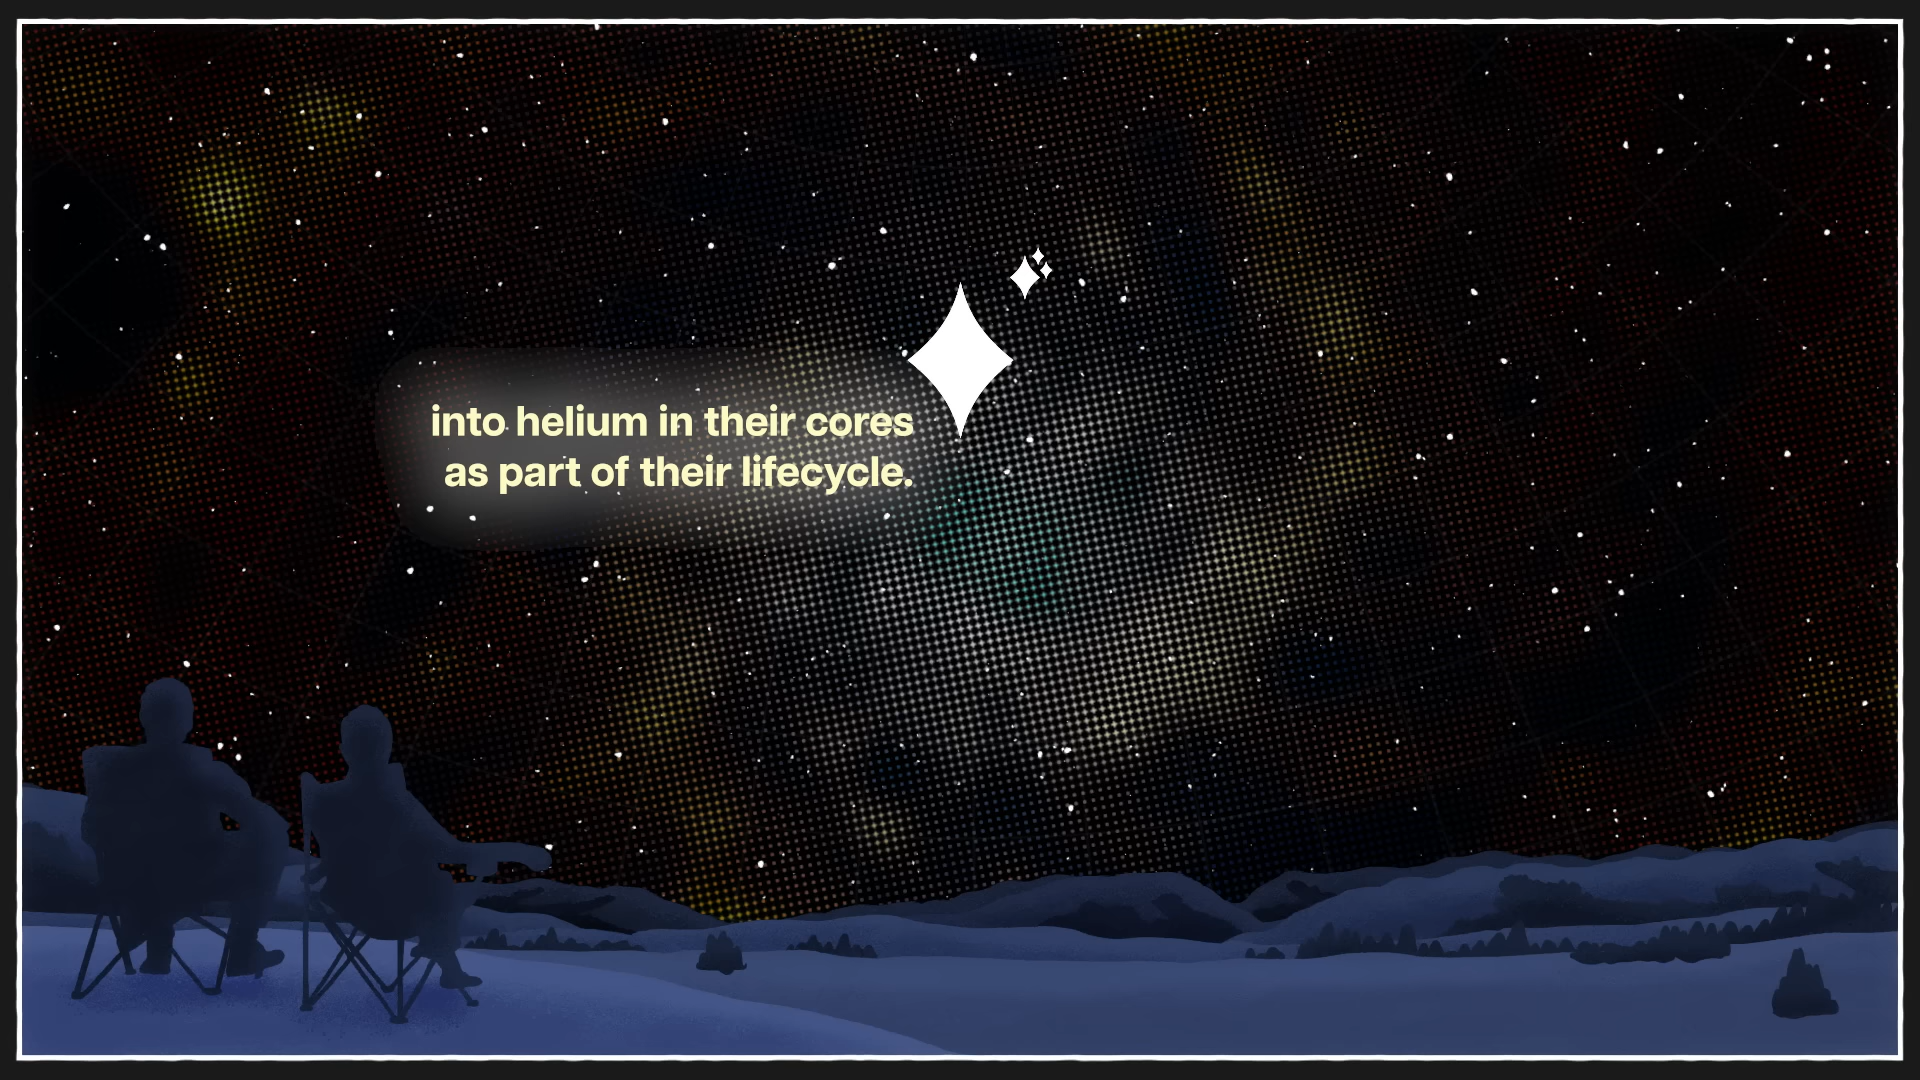 into helium in their cores
as part of their lifecycle.